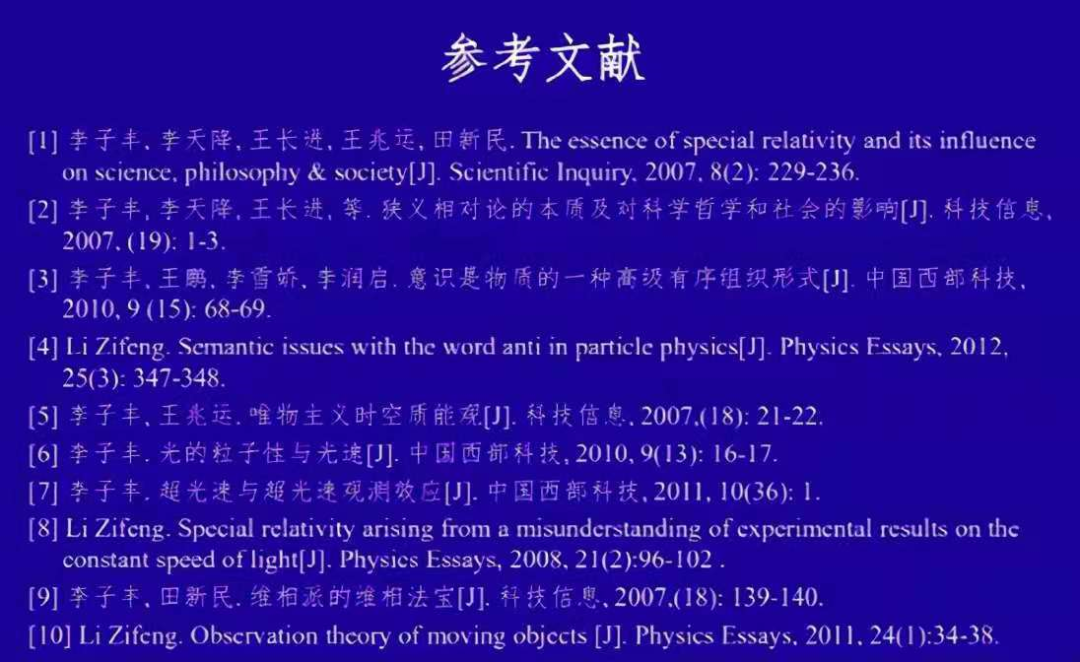 参考文献
[1] 李子丰, 李天降, 王长进, 王兆运, 田新民. The essence of special relativity and its influence
on science, philosophy & society[J]. Scientific Inquiry, 2007, 8(2): 229-236.
[2] 李子丰, 李天降, 王长进, 等. 狭义相对论的本质及对科学哲学和社会的影响[J]. 科技信息,
2007, (19): 1-3.
[3] 李子丰, 王鹏, 李雪娇, 李润启. 意识是物质的一种高级有序组织形式[J]. 中国西部科技,
2010, 9 (15): 68-69.
[4] Li Zifeng. Semantic issues with the word anti in particle physics[J]. Physics Essays, 2012,
25(3): 347-348.
[5] 李子丰, 王兆运. 唯物主义时空质能观[J]. 科技信息, 2007,(18): 21-22.
[6] 李子丰. 光的粒子性与光速[J]. 中国西部科技, 2010, 9(13): 16-17.
[7] 李子丰. 超光速与超光速观测效应[J]. 中国西部科技, 2011, 10(36): 1.
[8] Li Zifeng. Special relativity arising from a misunderstanding of experimental results on the
constant speed of light[J]. Physics Essays, 2008, 21(2):96-102 .
[9] 李子丰, 田新民. 维相派的维相法宝[J]. 科技信息, 2007,(18): 139-140.
[10] Li Zifeng. Observation theory of moving objects [J]. Physics Essays, 2011, 24(1):34-38.